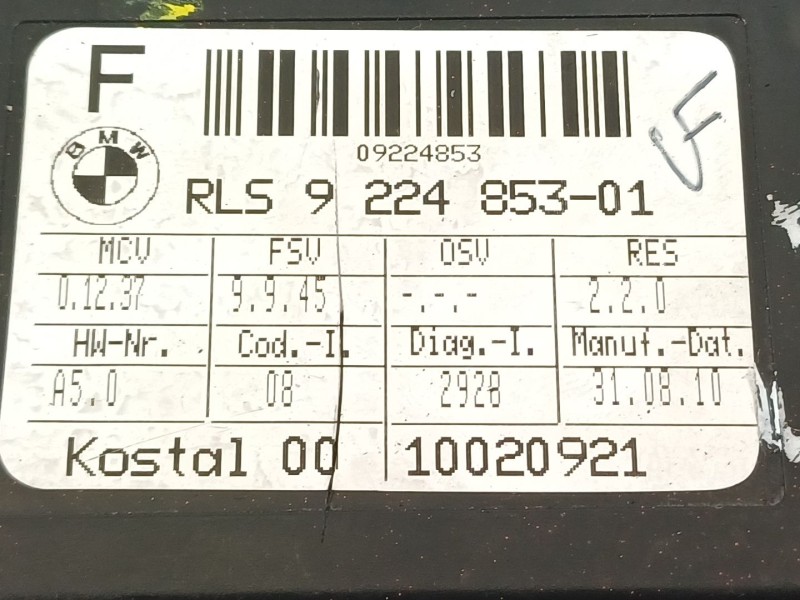 F
BMW
09224853
RLS 9 224 853-01
MCV FSV OSV RES
0.12.37 9.9.45 -.-.- 2.2.0
HW-Nr. Cod.-I. Diag.-I. Manuf.-Dat.
A5.0 08 2928 31.08.10
Kostal 00 10020921